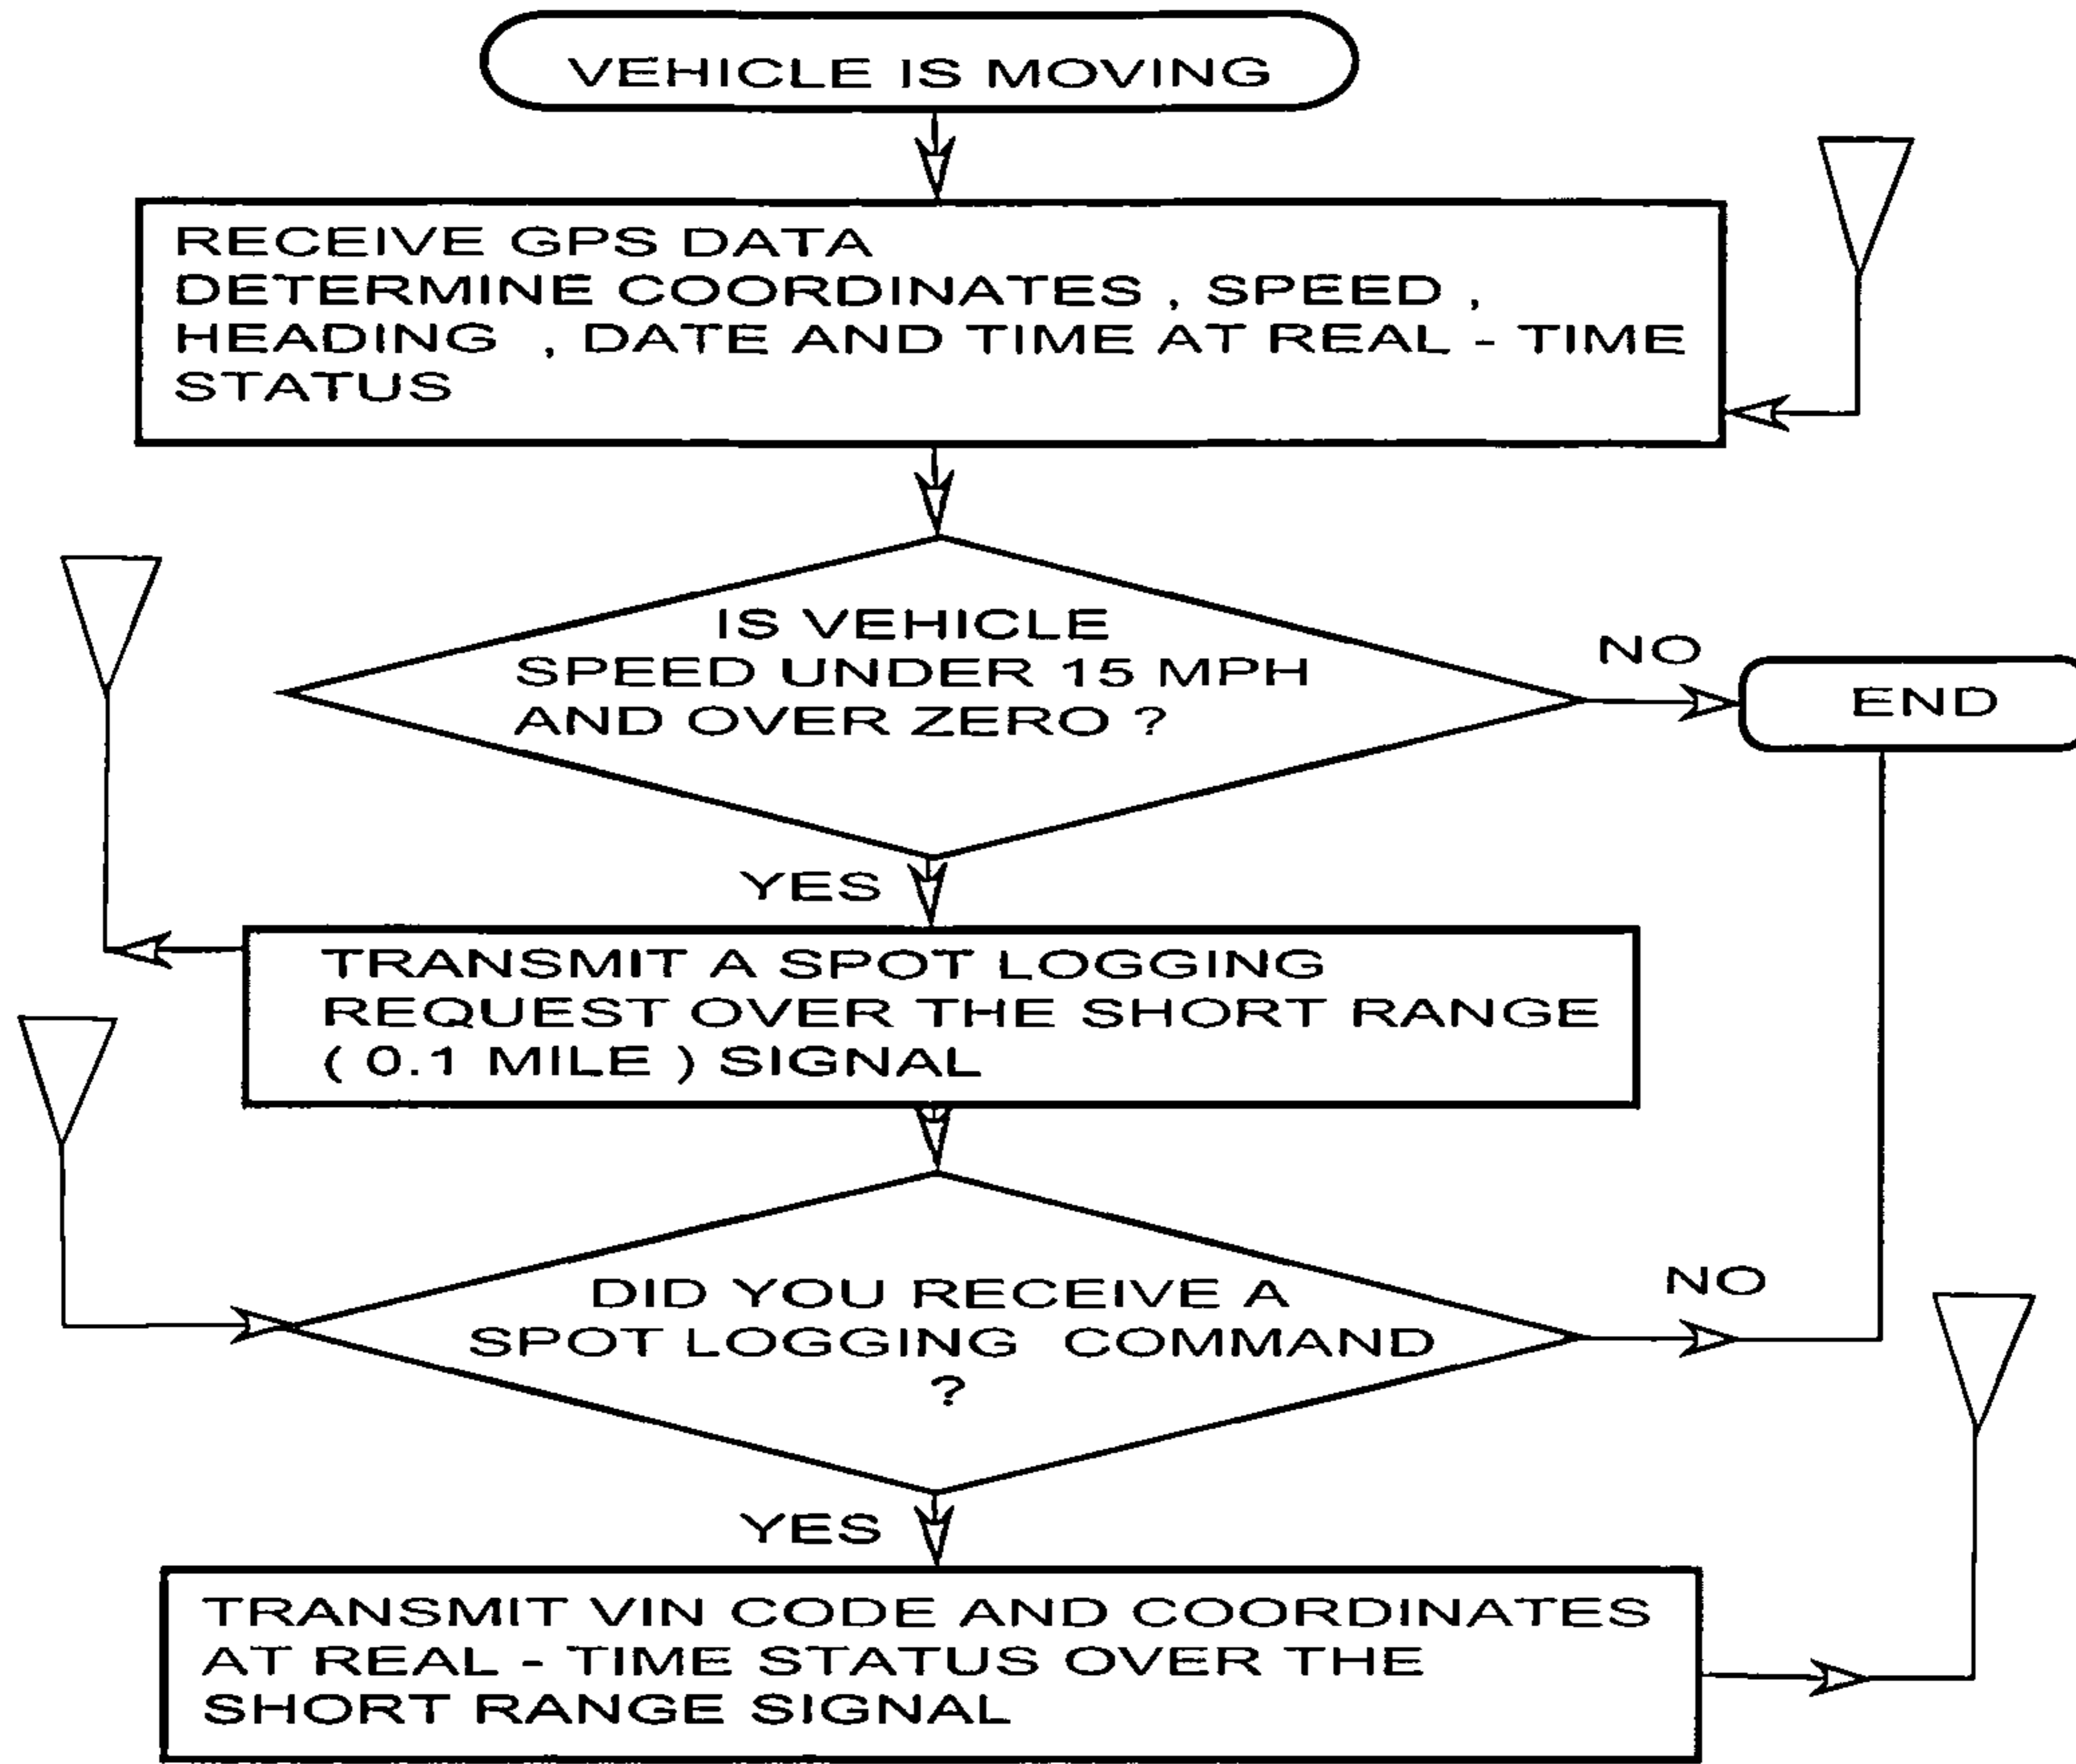 VEHICLE IS MOVING
RECEIVE GPS DATA
DETERMINE COORDINATES , SPEED ,
HEADING , DATE AND TIME AT REAL - TIME
STATUS
IS VEHICLE
SPEED UNDER 15 MPH
AND OVER ZERO ?
NO
END
YES
TRANSMIT A SPOT LOGGING
REQUEST OVER THE SHORT RANGE
( 0.1 MILE ) SIGNAL
DID YOU RECEIVE A
SPOT LOGGING COMMAND
?
NO
YES
TRANSMIT VIN CODE AND COORDINATES
AT REAL - TIME STATUS OVER THE
SHORT RANGE SIGNAL